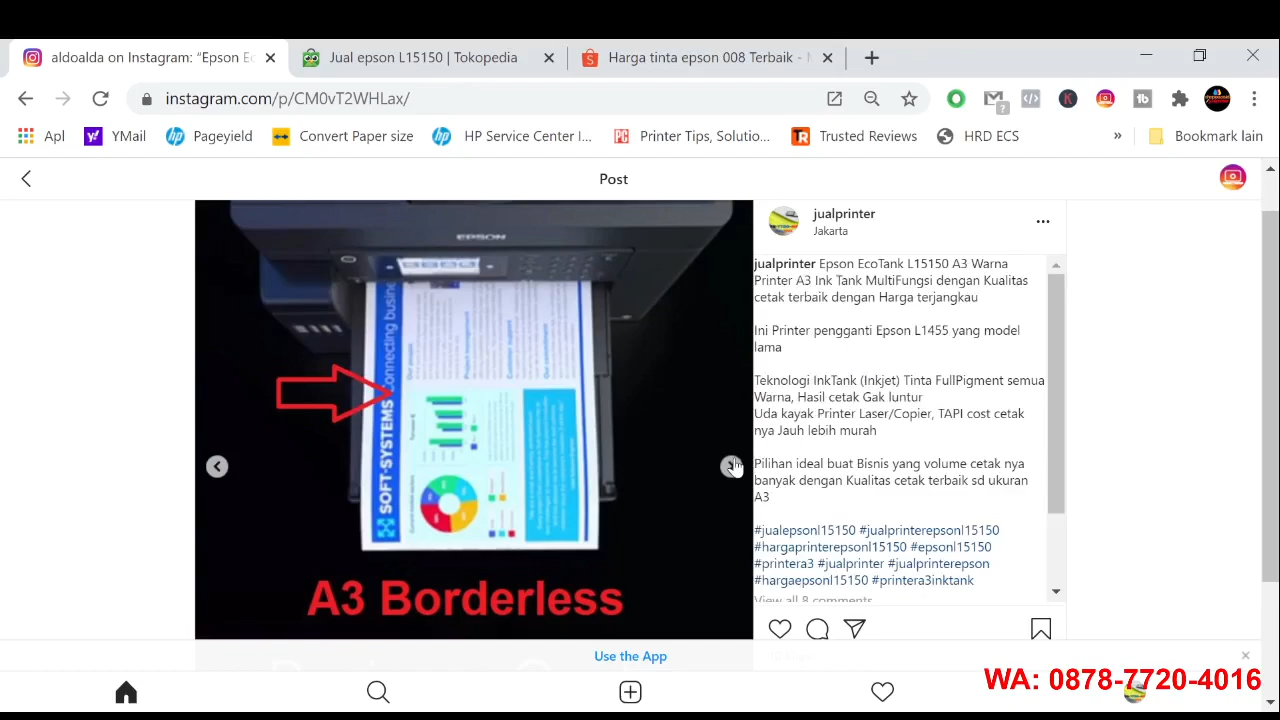 aldoalda on Instagram: “Epson Ec
Jual epson L15150 | Tokopedia
Harga tinta epson 008 Terbaik -
instagram.com/p/CM0vT2WHLax/
Apl
YMail
Pageyield
Convert Paper size
HP Service Center I...
Printer Tips, Solutio...
Trusted Reviews
HRD ECS
»
Bookmark lain
Post
EPSON
SOFT-SYSTEMS Connecting busine
A3 Borderless
jualprinter
Jakarta
jualprinter Epson EcoTank L15150 A3 Warna
Printer A3 Ink Tank MultiFungsi dengan Kualitas
cetak terbaik dengan Harga terjangkau
Ini Printer pengganti Epson L1455 yang model
lama
Teknologi InkTank (Inkjet) Tinta FullPigment semua
Warna, Hasil cetak Gak luntur
Uda kayak Printer Laser/Copier, TAPI cost cetak
nya Jauh lebih murah
Pilihan ideal buat Bisnis yang volume cetak nya
banyak dengan Kualitas cetak terbaik sd ukuran
A3
#jualepsonl15150 #jualprinterepsonl15150
#hargaprinterepsonl15150 #epsonl15150
#printera3 #jualprinter #jualprinterepson
#hargaepsonl15150 #printera3inktank
View all 8 comments
Use the App
WA: 0878-7720-4016